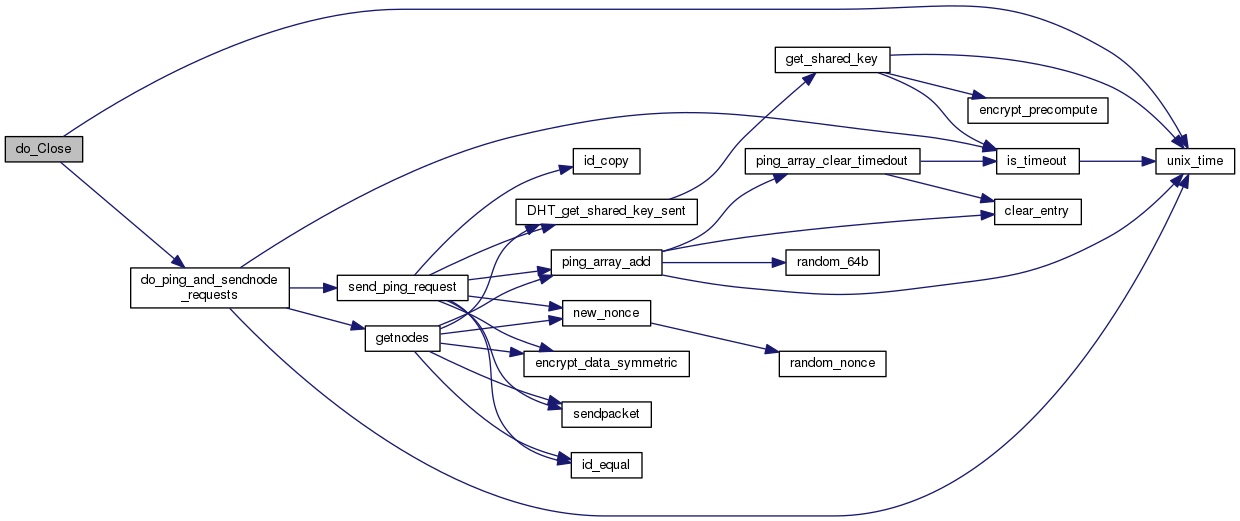 do_Close
do_ping_and_sendnode
_requests
send_ping_request
getnodes
id_copy
DHT_get_shared_key_sent
ping_array_add
new_nonce
encrypt_data_symmetric
sendpacket
id_equal
get_shared_key
ping_array_clear_timedout
random_64b
random_nonce
encrypt_precompute
is_timeout
clear_entry
unix_time